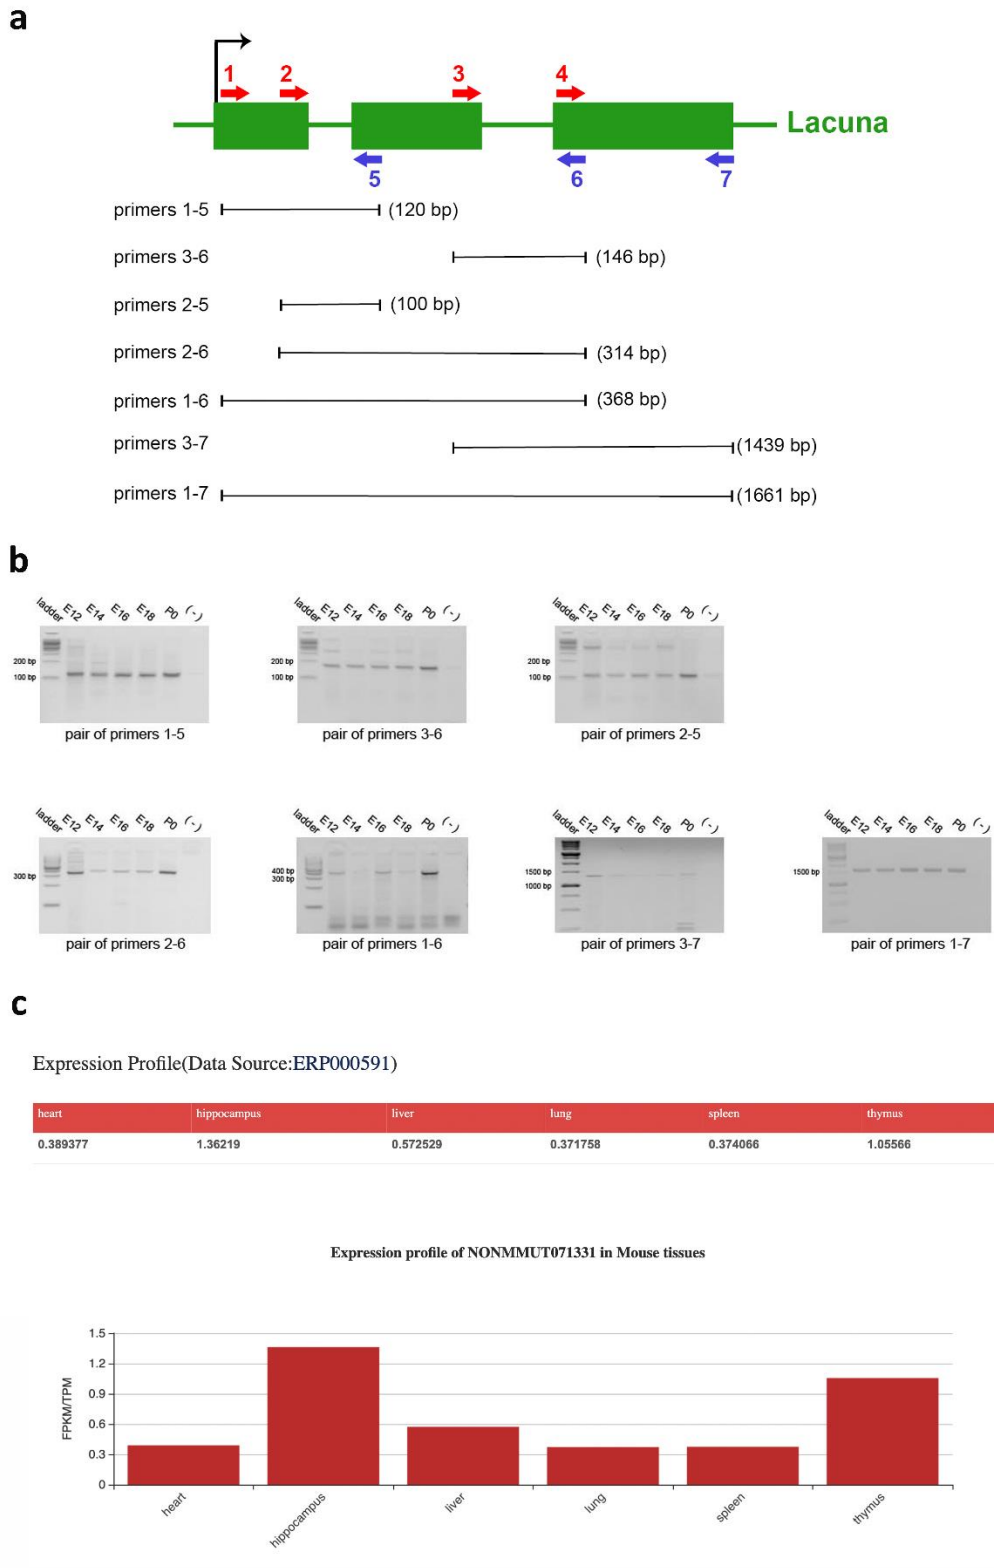 a
1 2 3 4
Lacuna
5 6 7
primers 1-5 (120 bp)
primers 3-6 (146 bp)
primers 2-5 (100 bp)
primers 2-6 (314 bp)
primers 1-6 (368 bp)
primers 3-7 (1439 bp)
primers 1-7 (1661 bp)
b
ladder E12 E14 E16 E18 P0 (-)
200 bp
100 bp
pair of primers 1-5
ladder E12 E14 E16 E18 P0 (-)
200 bp
100 bp
pair of primers 3-6
ladder E12 E14 E16 E18 P0 (-)
200 bp
100 bp
pair of primers 2-5
ladder E12 E14 E16 E18 P0 (-)
300 bp
pair of primers 2-6
ladder E12 E14 E16 E18 P0 (-)
400 bp
300 bp
pair of primers 1-6
ladder E12 E14 E16 E18 P0 (-)
1500 bp
1000 bp
pair of primers 3-7
ladder E12 E14 E16 E18 P0 (-)
1500 bp
pair of primers 1-7
c
Expression Profile(Data Source:ERP000591)
heart hippocampus liver lung spleen thymus
0.389377 1.36219 0.572529 0.371758 0.374066 1.05566
Expression profile of NONMMUT071331 in Mouse tissues
FPKM/TPM
1.5
1.2
0.9
0.6
0.3
0
heart hippocampus liver lung spleen thymus